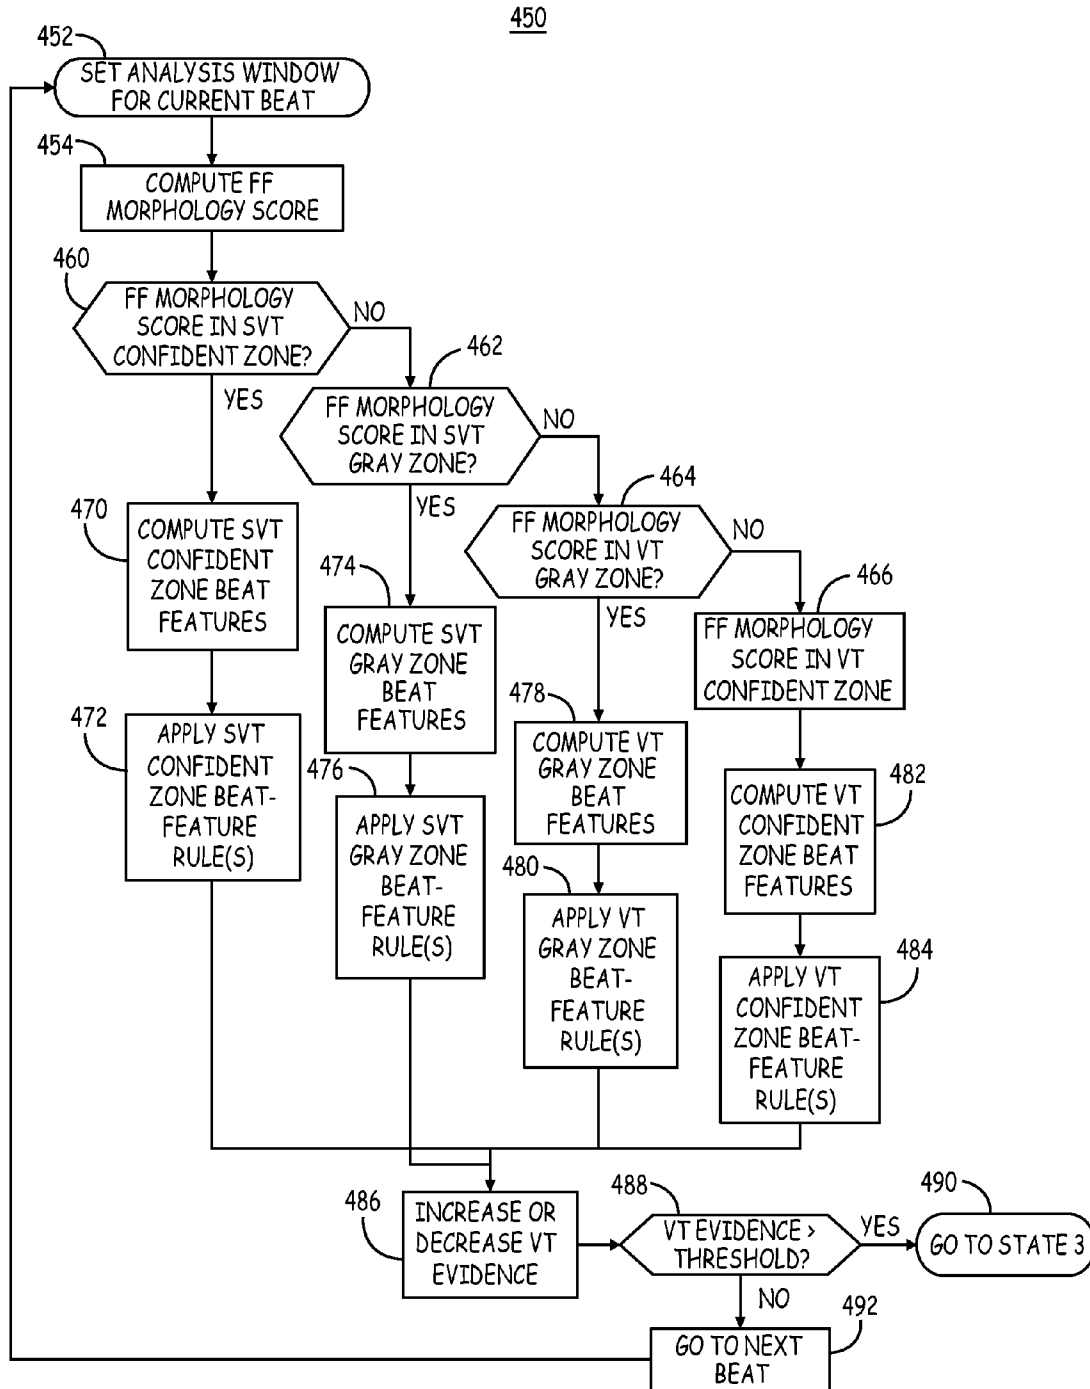 450
452
SET ANALYSIS WINDOW
FOR CURRENT BEAT
454
COMPUTE FF
MORPHOLOGY SCORE
460
FF MORPHOLOGY
SCORE IN SVT
CONFIDENT ZONE?
NO
YES
462
FF MORPHOLOGY
SCORE IN SVT
GRAY ZONE?
NO
YES
464
FF MORPHOLOGY
SCORE IN VT
GRAY ZONE?
NO
YES
466
FF MORPHOLOGY
SCORE IN VT
CONFIDENT ZONE
470
COMPUTE SVT
CONFIDENT
ZONE BEAT
FEATURES
472
APPLY SVT
CONFIDENT
ZONE BEAT-
FEATURE
RULE(S)
474
COMPUTE SVT
GRAY ZONE
BEAT
FEATURES
476
APPLY SVT
GRAY ZONE
BEAT-
FEATURE
RULE(S)
478
COMPUTE VT
GRAY ZONE
BEAT
FEATURES
480
APPLY VT
GRAY ZONE
BEAT-
FEATURE
RULE(S)
482
COMPUTE VT
CONFIDENT
ZONE BEAT
FEATURES
484
APPLY VT
CONFIDENT
ZONE BEAT-
FEATURE
RULE(S)
486
INCREASE OR
DECREASE VT
EVIDENCE
488
VT EVIDENCE >
THRESHOLD?
YES
NO
490
GO TO STATE 3
492
GO TO NEXT
BEAT